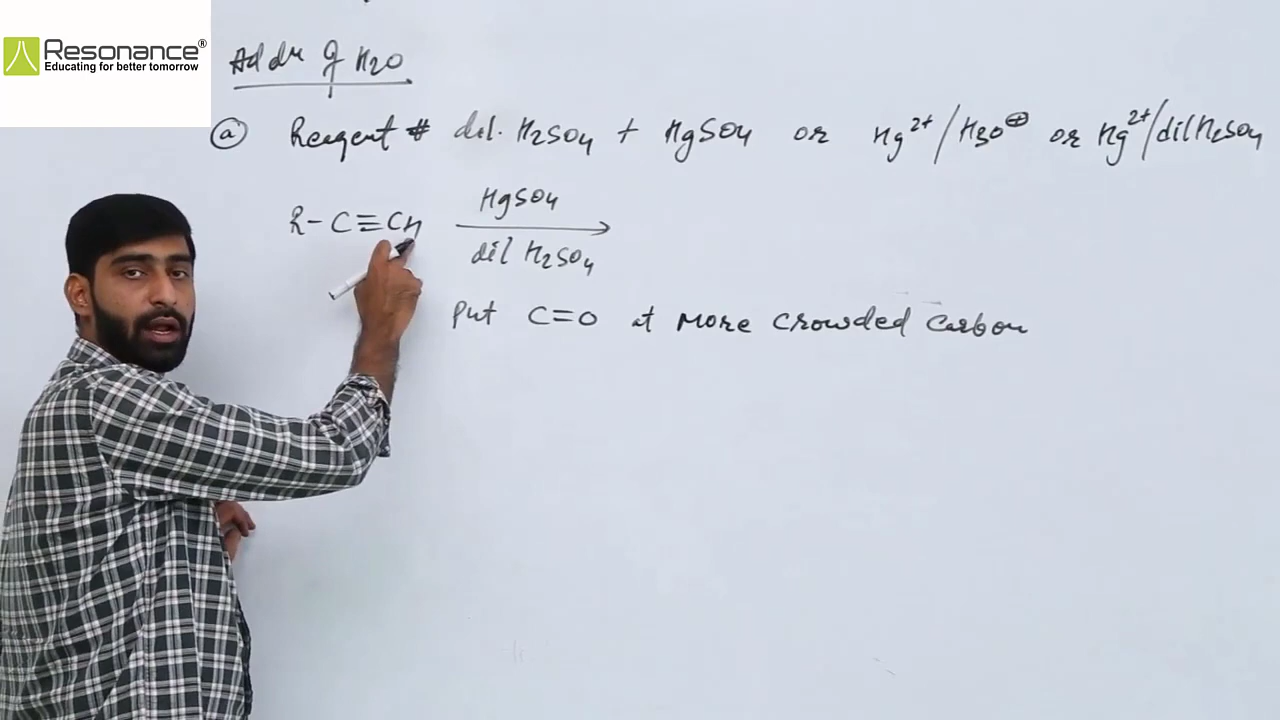 Resonance®
Educating for better tomorrow
Addn of H2O
(a) Reagent # dil. H2SO4 + HgSO4 or Hg²⁺/H3O⊕ or Hg²⁺/dil H2SO4
R-C≡CH
HgSO4
dil H2SO4
Put C=O at more crowded carbon